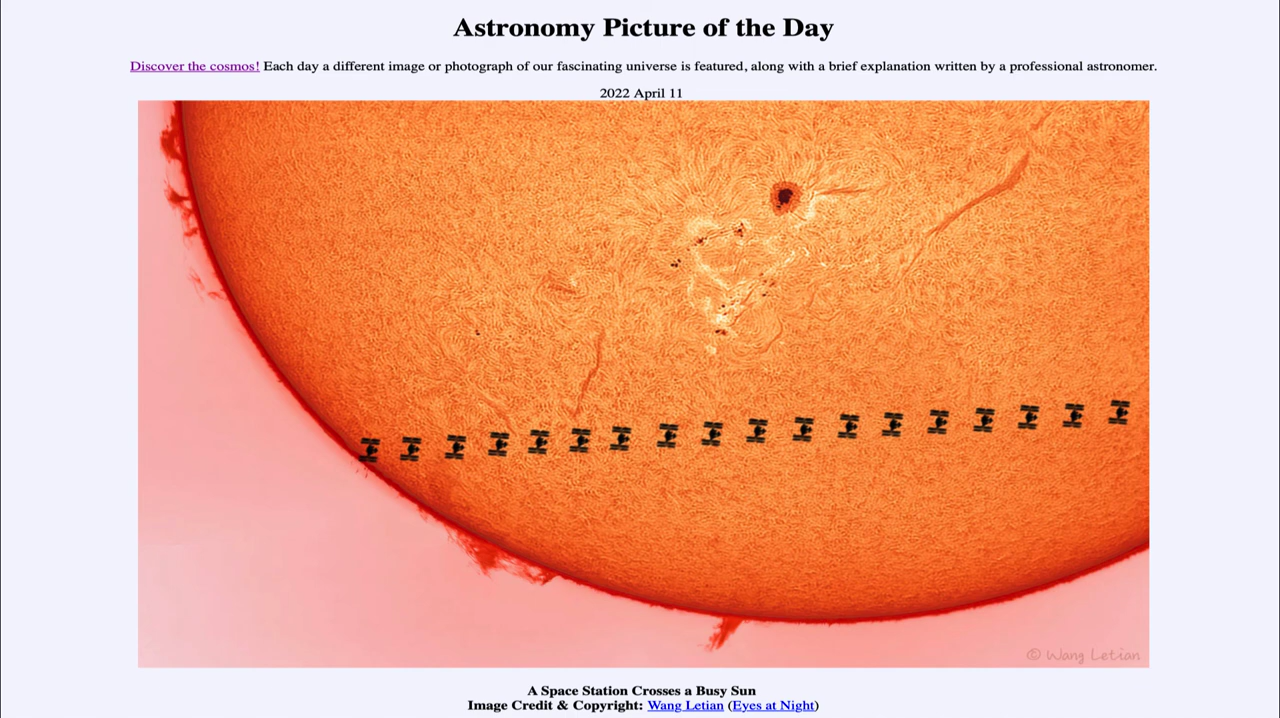 Astronomy Picture of the Day
Discover the cosmos! Each day a different image or photograph of our fascinating universe is featured, along with a brief explanation written by a professional astronomer.
2022 April 11
© Wang Letian
A Space Station Crosses a Busy Sun
Image Credit & Copyright: Wang Letian (Eyes at Night)